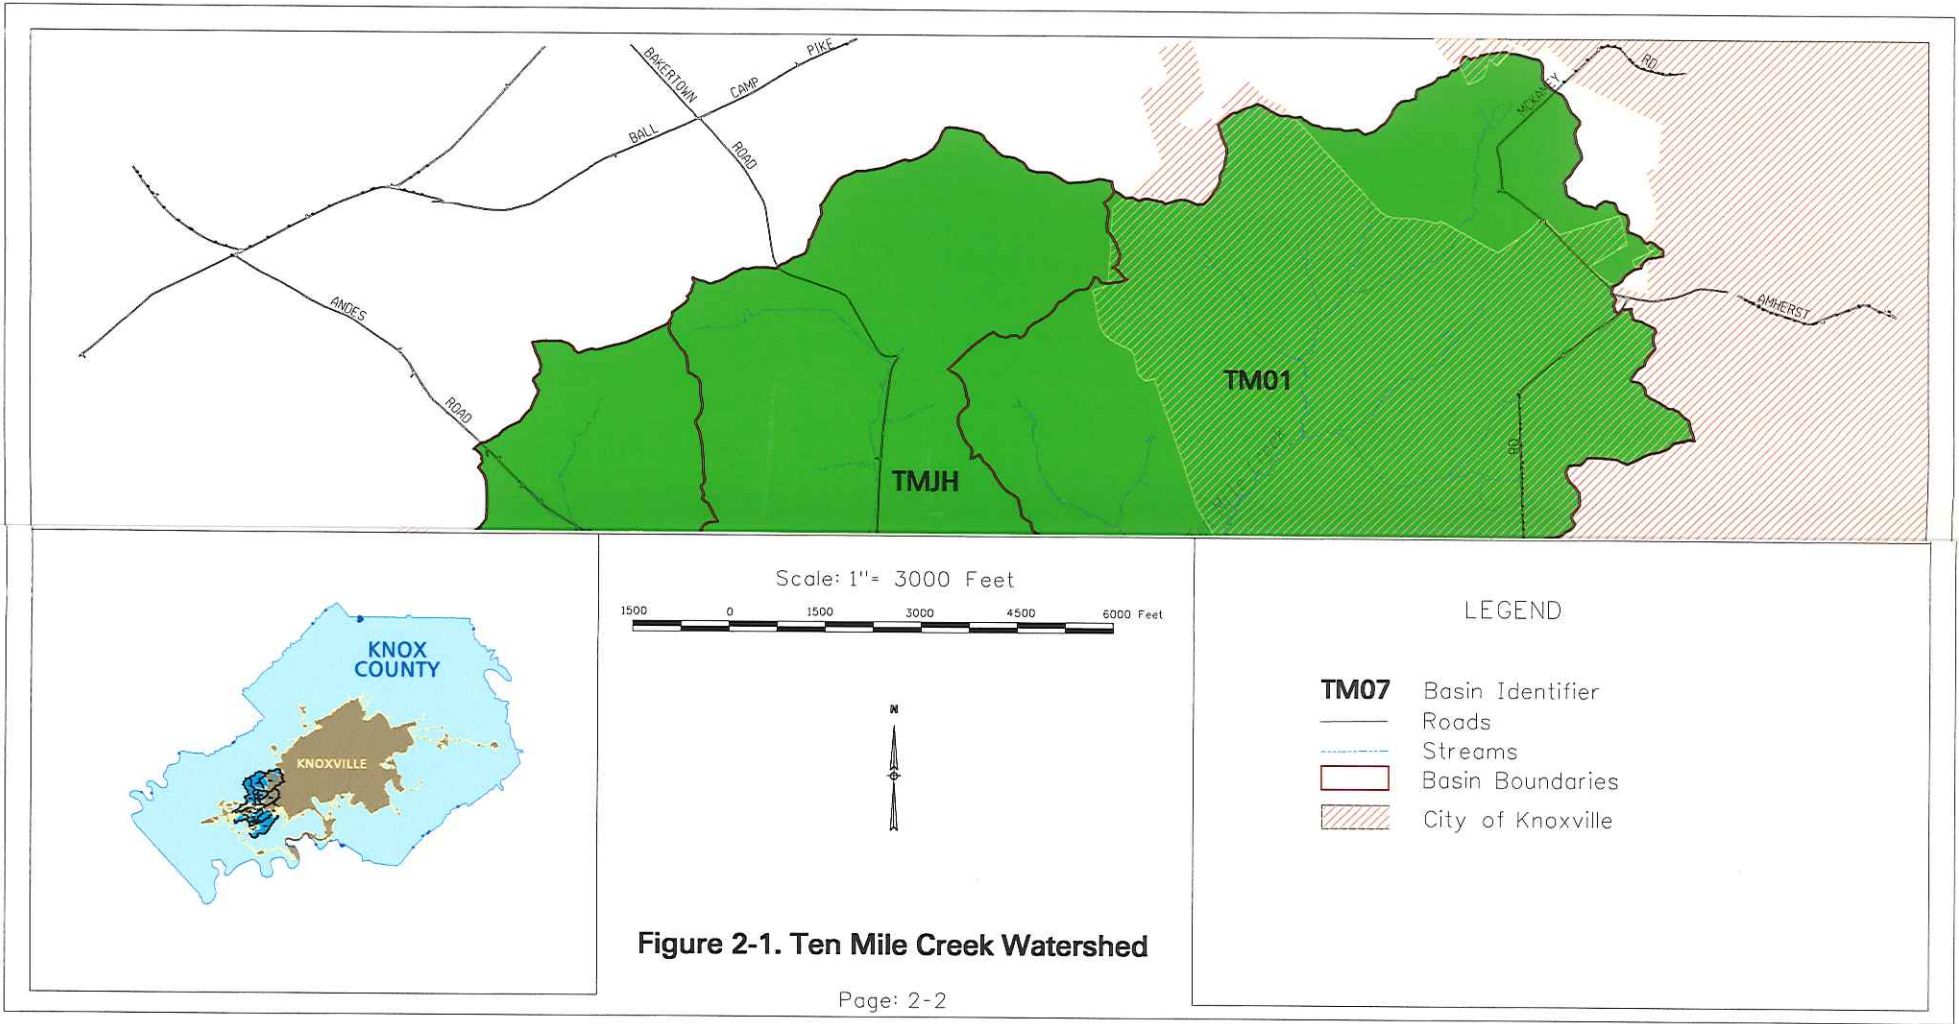 BAKERTOWN
ROAD
BALL
CAMP
PIKE
MCKAMEY
RD
ANDES
ROAD
AMHERST
RD
TM01
TMJH
KNOX
COUNTY
KNOXVILLE
Scale: 1"= 3000 Feet
1500 0 1500 3000 4500 6000 Feet
N
Figure 2-1. Ten Mile Creek Watershed
Page: 2-2
LEGEND
TM07 Basin Identifier
Roads
Streams
Basin Boundaries
City of Knoxville